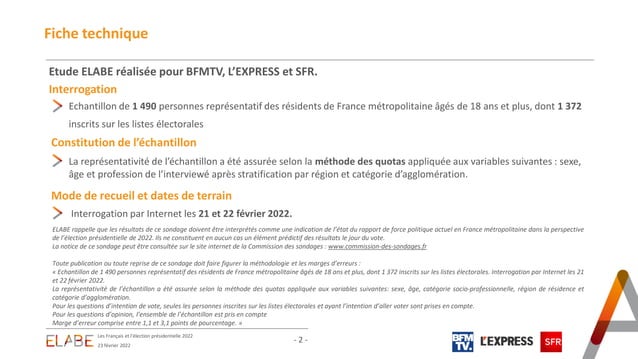 Fiche technique
Etude ELABE réalisée pour BFMTV, L’EXPRESS et SFR.
Interrogation
Echantillon de 1 490 personnes représentatif des résidents de France métropolitaine âgés de 18 ans et plus, dont 1 372
inscrits sur les listes électorales
Constitution de l’échantillon
La représentativité de l’échantillon a été assurée selon la méthode des quotas appliquée aux variables suivantes : sexe,
âge et profession de l’interviewé après stratification par région et catégorie d’agglomération.
Mode de recueil et dates de terrain
Interrogation par Internet les 21 et 22 février 2022.
ELABE rappelle que les résultats de ce sondage doivent être interprétés comme une indication de l’état du rapport de force politique actuel en France métropolitaine dans la perspective
de l’élection présidentielle de 2022. Ils ne constituent en aucun cas un élément prédictif des résultats le jour du vote.
La notice de ce sondage peut être consultée sur le site internet de la Commission des sondages : www.commission-des-sondages.fr
Toute publication ou toute reprise de ce sondage doit faire figurer la méthodologie et les marges d’erreurs :
« Echantillon de 1 490 personnes représentatif des résidents de France métropolitaine âgés de 18 ans et plus, dont 1 372 inscrits sur les listes électorales. Interrogation par Internet les 21
et 22 février 2022.
La représentativité de l’échantillon a été assurée selon la méthode des quotas appliquée aux variables suivantes: sexe, âge, catégorie socio-professionnelle, région de résidence et
catégorie d’agglomération.
Pour les questions d’intention de vote, seules les personnes inscrites sur les listes électorales et ayant l’intention d’aller voter sont prises en compte.
Pour les questions d’opinion, l’ensemble de l’échantillon est pris en compte
Marge d’erreur comprise entre 1,1 et 3,1 points de pourcentage. »
ELABE
Les Français et l’élection présidentielle 2022
23 février 2022
- 2 -
BFM
TV.
L’EXPRESS
SFR